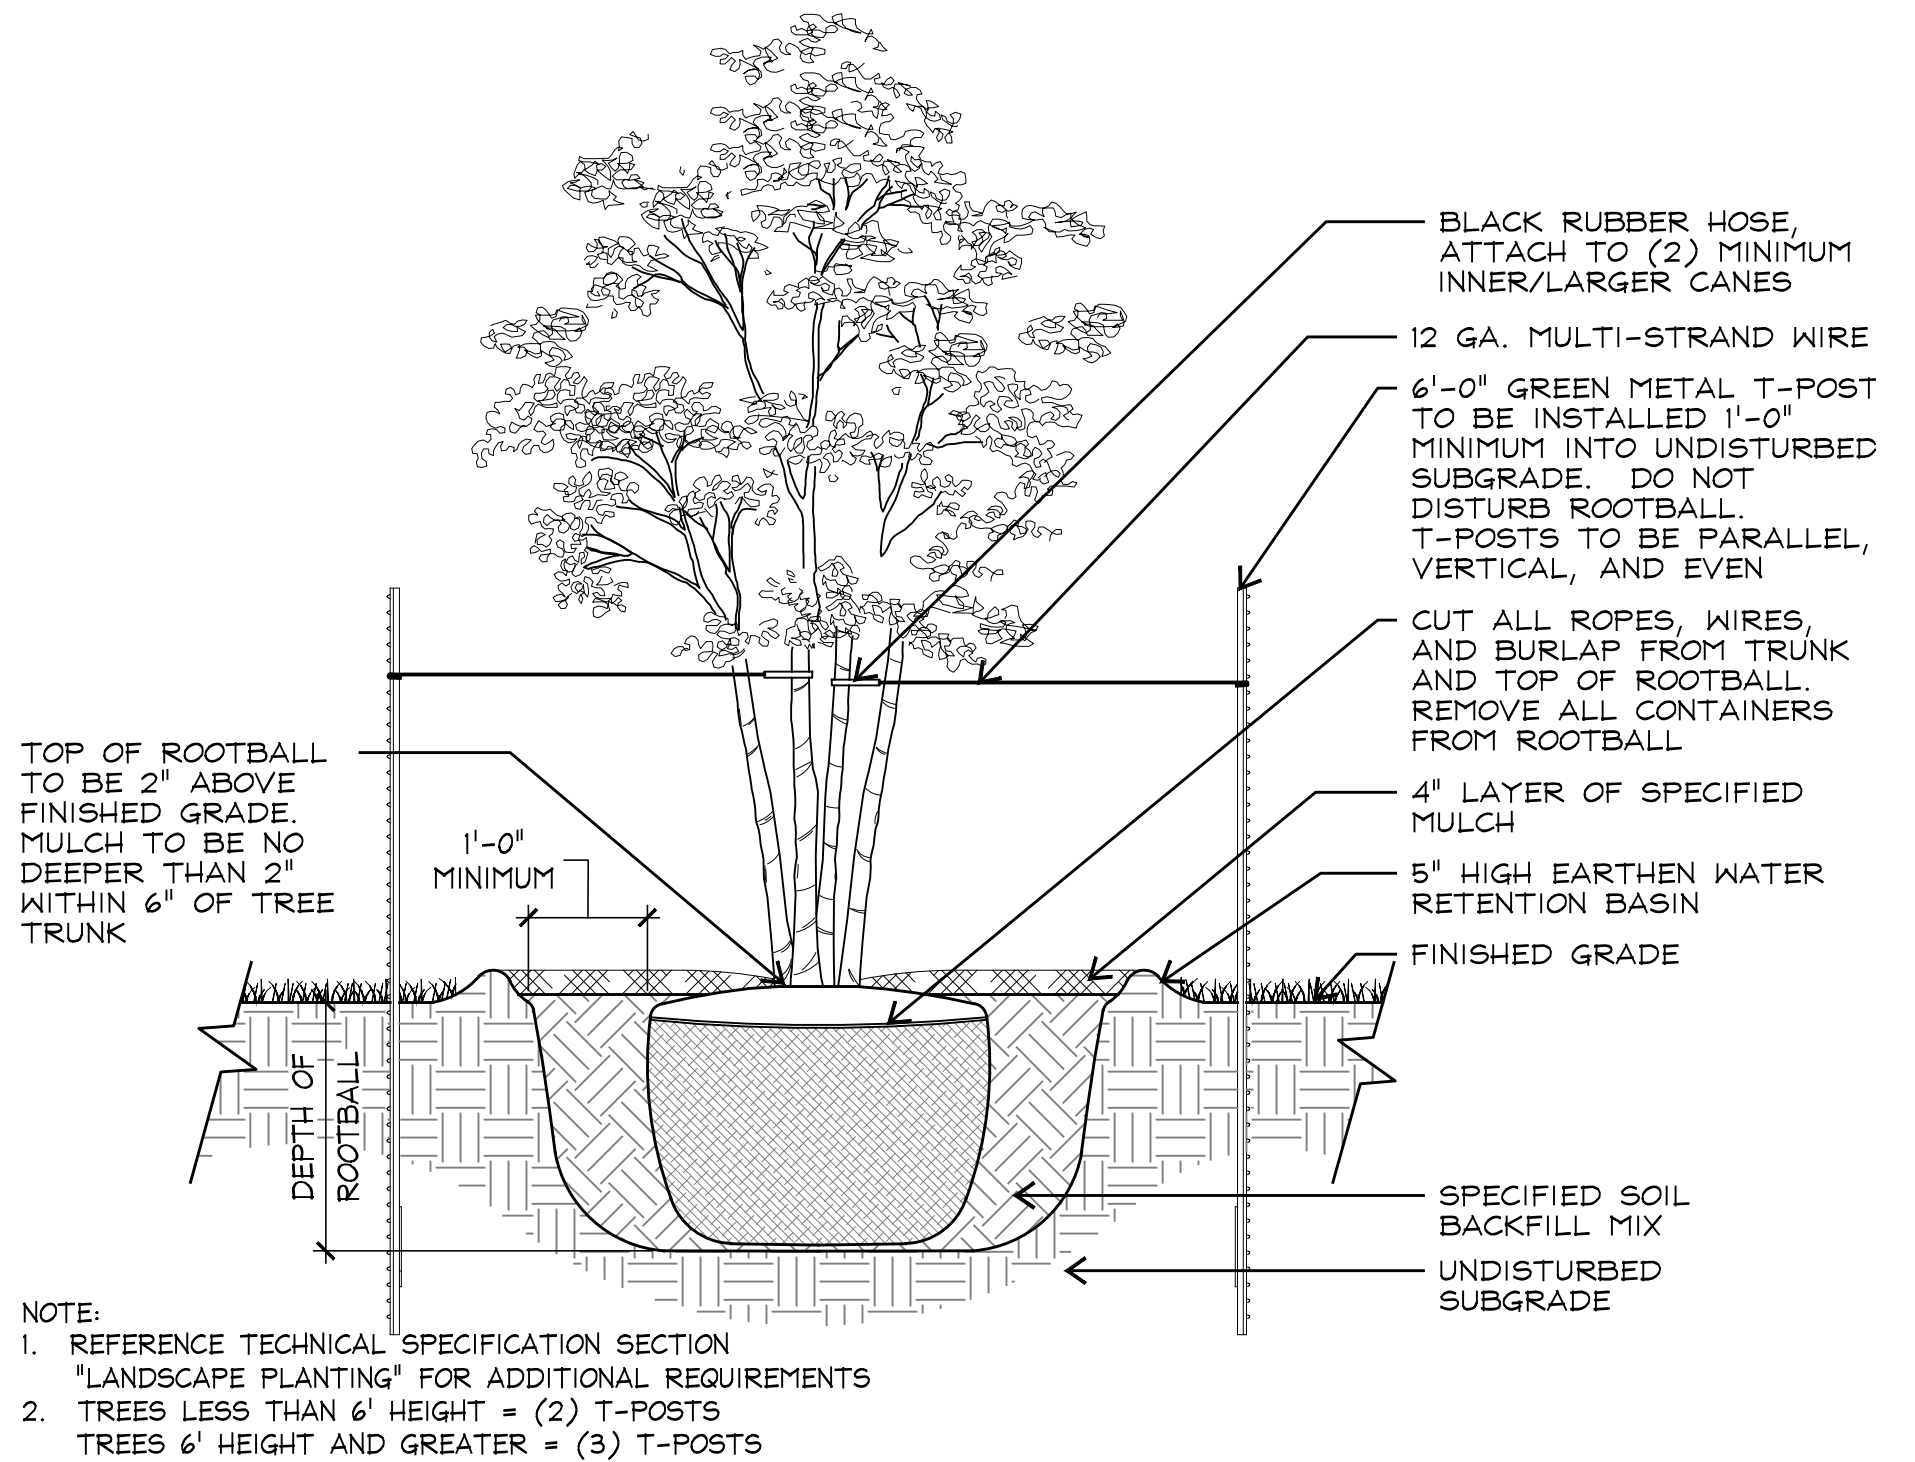 BLACK RUBBER HOSE,
ATTACH TO (2) MINIMUM
INNER/LARGER CANES
12 GA. MULTI-STRAND WIRE
6'-0" GREEN METAL T-POST
TO BE INSTALLED 1'-0"
MINIMUM INTO UNDISTURBED
SUBGRADE. DO NOT
DISTURB ROOTBALL.
T-POSTS TO BE PARALLEL,
VERTICAL, AND EVEN
CUT ALL ROPES, WIRES,
AND BURLAP FROM TRUNK
AND TOP OF ROOTBALL.
REMOVE ALL CONTAINERS
FROM ROOTBALL
TOP OF ROOTBALL
TO BE 2" ABOVE
FINISHED GRADE.
MULCH TO BE NO
DEEPER THAN 2"
WITHIN 6" OF TREE
TRUNK
1'-0"
MINIMUM
4" LAYER OF SPECIFIED
MULCH
5" HIGH EARTHEN WATER
RETENTION BASIN
FINISHED GRADE
DEPTH OF
ROOTBALL
SPECIFIED SOIL
BACKFILL MIX
UNDISTURBED
SUBGRADE
NOTE:
1. REFERENCE TECHNICAL SPECIFICATION SECTION
"LANDSCAPE PLANTING" FOR ADDITIONAL REQUIREMENTS
2. TREES LESS THAN 6' HEIGHT = (2) T-POSTS
TREES 6' HEIGHT AND GREATER = (3) T-POSTS